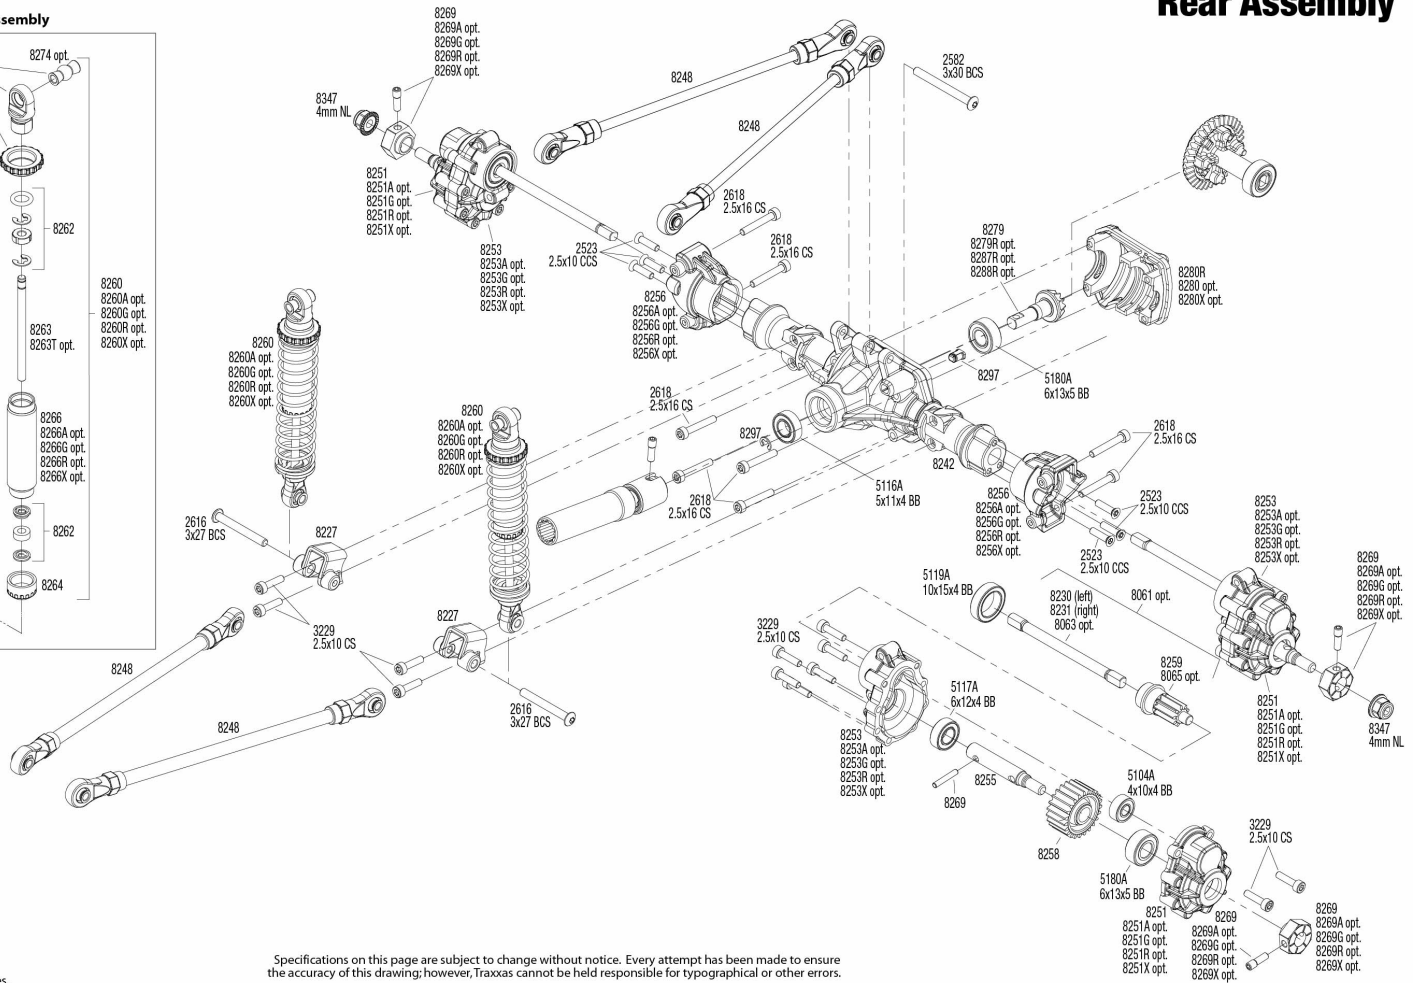 Rear Assembly
ssembly
8274 opt.
8262
8260
8260A opt.
8260G opt.
8260R opt.
8260X opt.
8263
8263T opt.
8266
8266A opt.
8266G opt.
8266R opt.
8266X opt.
8262
8264
8269
8269A opt.
8269G opt.
8269R opt.
8269X opt.
8347
4mm NL
8251
8251A opt.
8251G opt.
8251R opt.
8251X opt.
8253
8253A opt.
8253G opt.
8253R opt.
8253X opt.
8248
8248
2582
3x30 BCS
2618
2.5x16 CS
2618
2.5x16 CS
2523
2.5x10 CCS
8256
8256A opt.
8256G opt.
8256R opt.
8256X opt.
8279
8279R opt.
8287R opt.
8288R opt.
8280R
8280 opt.
8280X opt.
8297
5180A
6x13x5 BB
8260
8260A opt.
8260G opt.
8260R opt.
8260X opt.
8260
8260A opt.
8260G opt.
8260R opt.
8260X opt.
2618
2.5x16 CS
8297
2618
2.5x16 CS
5116A
5x11x4 BB
8242
8256
8256A opt.
8256G opt.
8256R opt.
8256X opt.
2618
2.5x16 CS
2523
2.5x10 CCS
2523
2.5x10 CCS
8253
8253A opt.
8253G opt.
8253R opt.
8253X opt.
8269
8269A opt.
8269G opt.
8269R opt.
8269X opt.
2616
3x27 BCS
8227
3229
2.5x10 CS
8227
8248
8248
2616
3x27 BCS
5119A
10x15x4 BB
8230 (left)
8231 (right)
8063 opt.
8061 opt.
3229
2.5x10 CS
8259
8065 opt.
5117A
6x12x4 BB
8253
8253A opt.
8253G opt.
8253R opt.
8253X opt.
8255
8269
8251
8251A opt.
8251G opt.
8251R opt.
8251X opt.
8347
4mm NL
5104A
4x10x4 BB
8258
3229
2.5x10 CS
5180A
6x13x5 BB
8251
8251A opt.
8251G opt.
8251R opt.
8251X opt.
8269
8269A opt.
8269G opt.
8269R opt.
8269X opt.
8269
8269A opt.
8269G opt.
8269R opt.
8269X opt.
Specifications on this page are subject to change without notice. Every attempt has been made to ensure
the accuracy of this drawing; however, Traxxas cannot be held responsible for typographical or other errors.